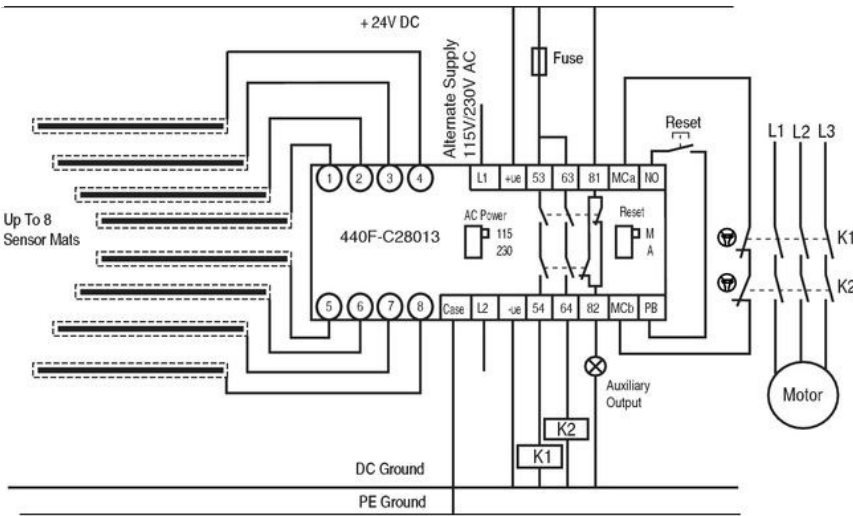 + 24V DC
Alternate Supply
115V/230V AC
Fuse
Reset
L1 L2 L3
1 2 3 4
L1 +ue 53 63 81 MCa NO
Up To 8
Sensor Mats
440F-C28013
AC Power
115
230
Reset
M
A
K1
K2
5 6 7 8
Case L2 -ue 54 64 82 MCb PB
Auxiliary
Output
Motor
K2
K1
DC Ground
PE Ground